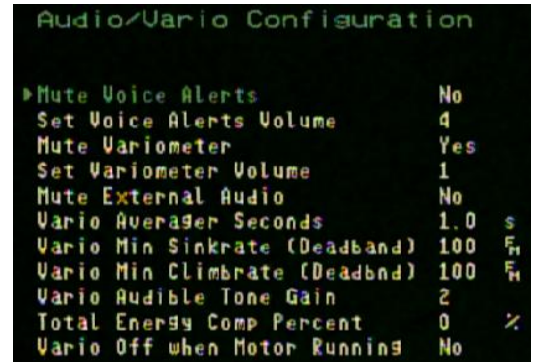 Audio/Vario Configuration
▶Mute Voice Alerts No
Set Voice Alerts Volume 4
Mute Variometer Yes
Set Variometer Volume 1
Mute External Audio No
Vario Averager Seconds 1.0 s
Vario Min Sinkrate (Deadband) 100 FM
Vario Min Climbrate (Deadbnd) 100 FM
Vario Audible Tone Gain 2
Total Energy Comp Percent 0 %
Vario Off when Motor Running No